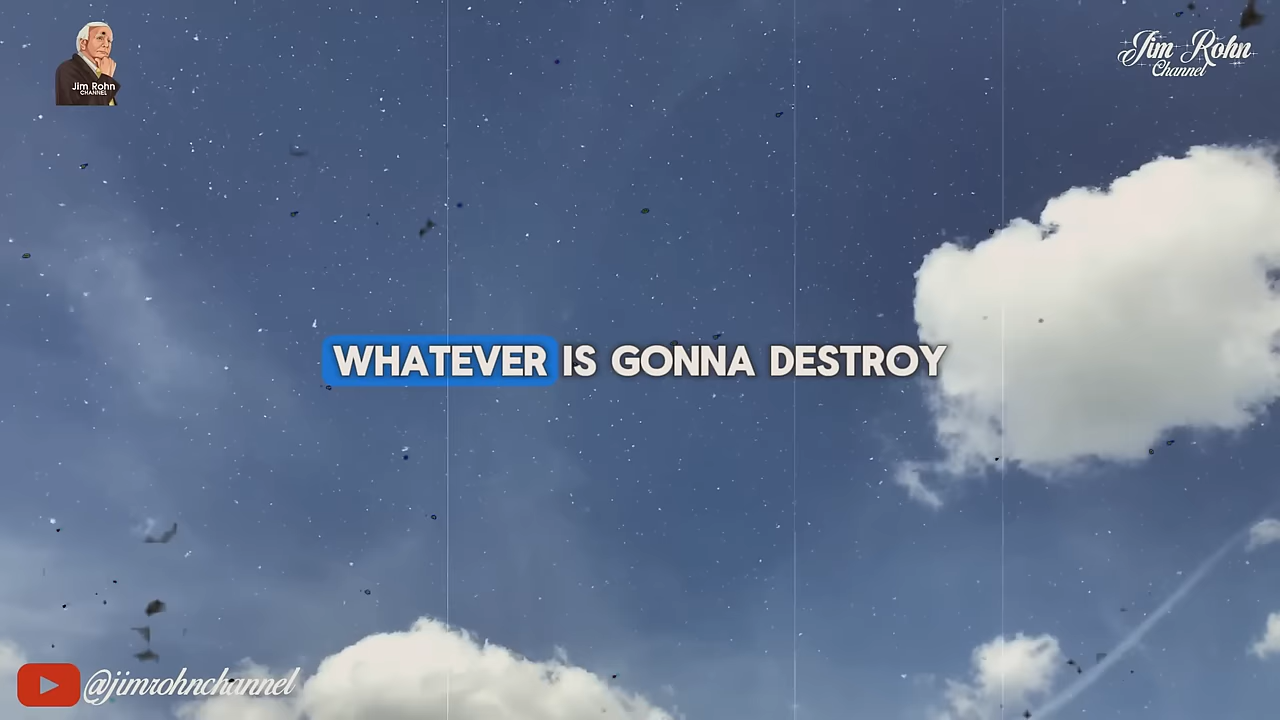 Jim Rohn
CHANNEL
Jim Rohn
Channel
WHATEVER IS GONNA DESTROY
@jimrohnchannel